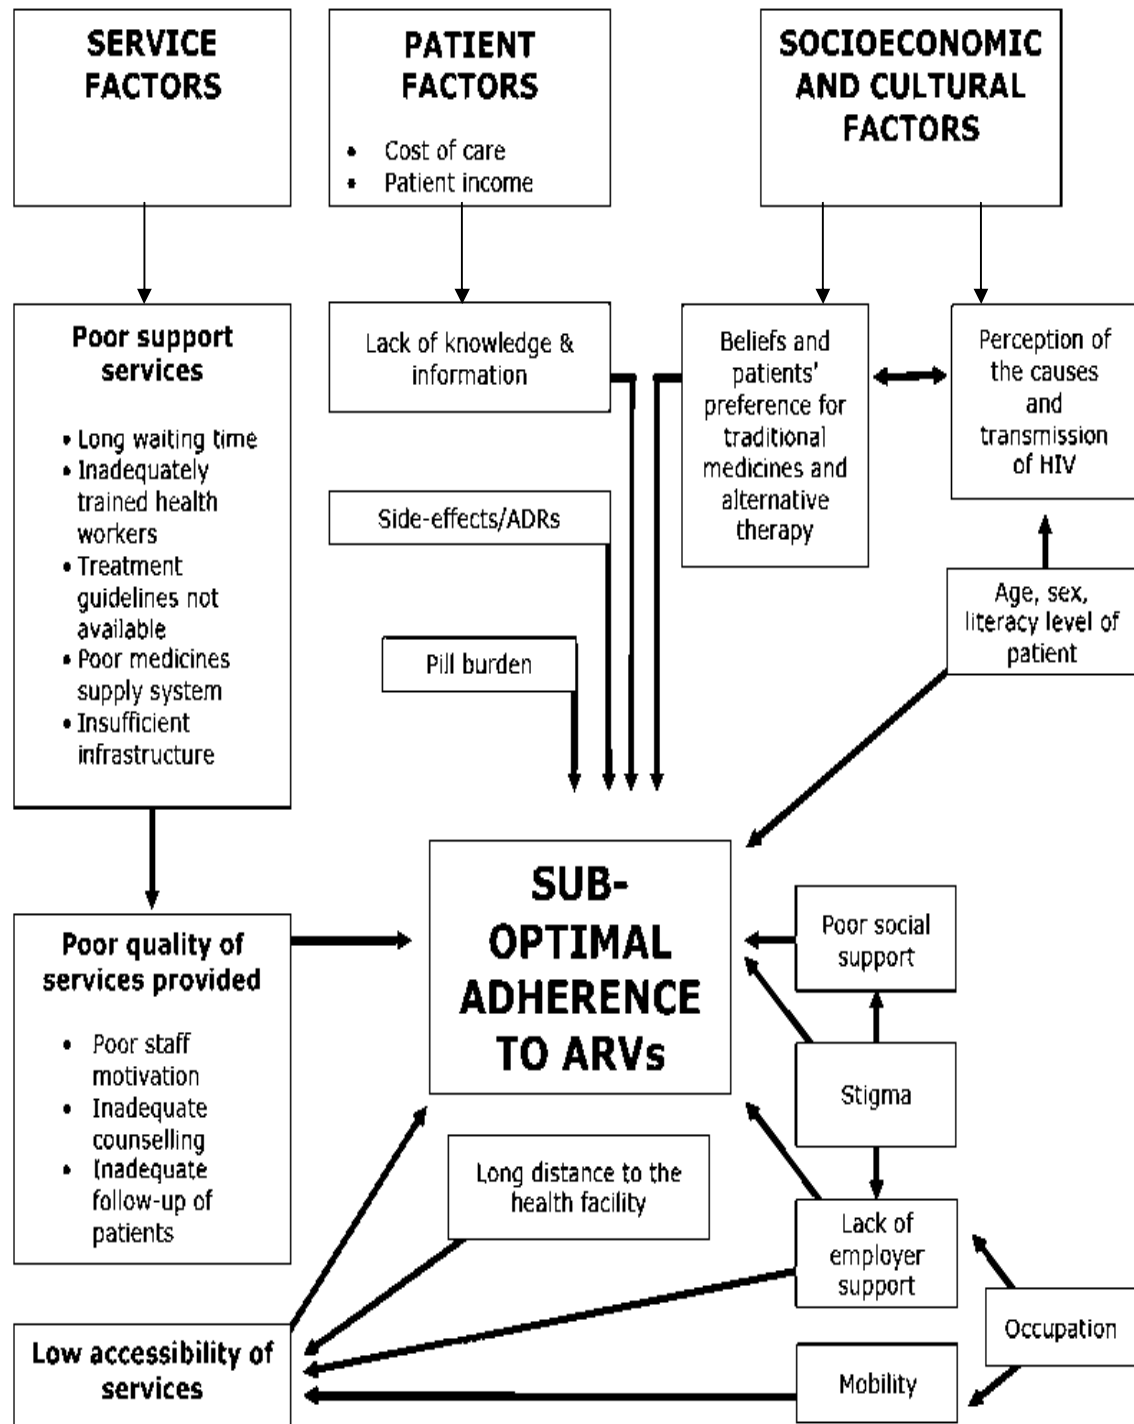 SERVICE
FACTORS
PATIENT
FACTORS
• Cost of care
• Patient income
SOCIOECONOMIC
AND CULTURAL
FACTORS
Poor support
services
• Long waiting time
• Inadequately
trained health
workers
• Treatment
guidelines not
available
• Poor medicines
supply system
• Insufficient
infrastructure
Lack of knowledge &
information
Beliefs and
patients'
preference for
traditional
medicines and
alternative
therapy
Perception of
the causes
and
transmission
of HIV
Side-effects/ADRs
Age, sex,
literacy level of
patient
Pill burden
SUB-
OPTIMAL
ADHERENCE
TO ARVs
Poor quality of
services provided
• Poor staff
motivation
• Inadequate
counselling
• Inadequate
follow-up of
patients
Poor social
support
Stigma
Long distance to the
health facility
Lack of
employer
support
Occupation
Low accessibility of
services
Mobility